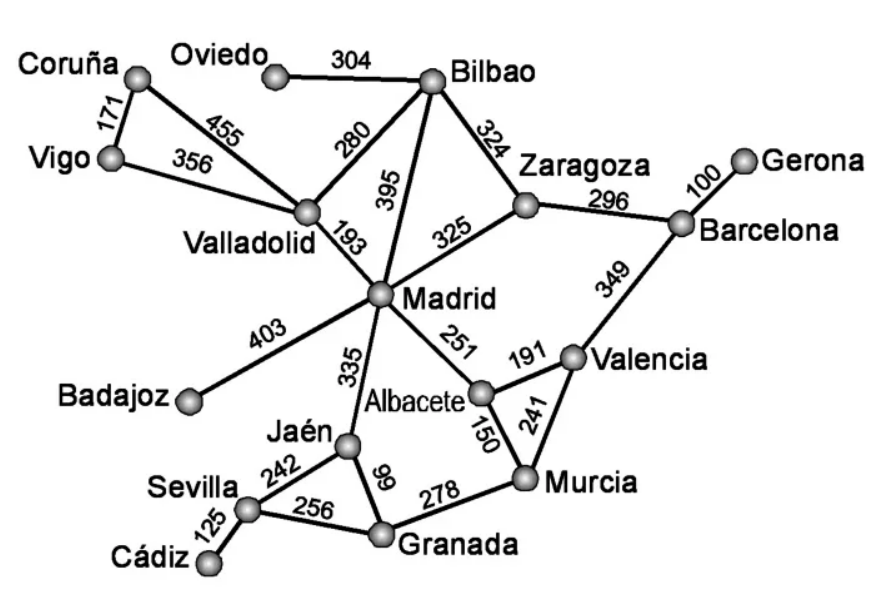 Oviedo
304
Bilbao
Coruña
171
455
280
324
Vigo
356
395
Zaragoza
Gerona
100
296
Valladolid
193
325
Barcelona
349
Madrid
403
251
191
Valencia
335
Badajoz
Albacete
241
150
Jaén
242
99
Sevilla
256
278
Murcia
125
Granada
Cádiz